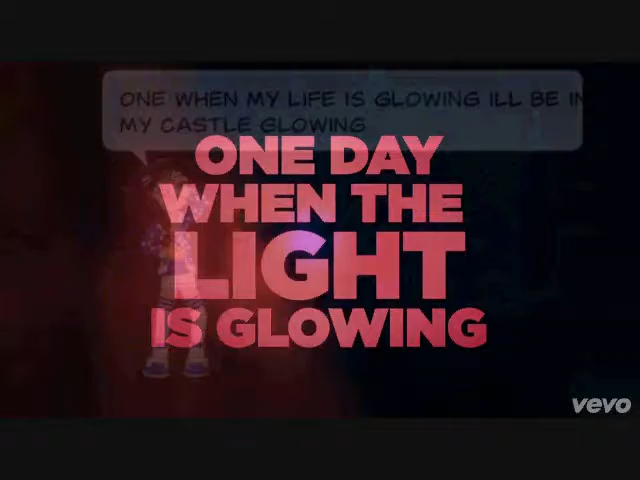 ONE WHEN MY LIFE IS GLOWING ILL BE IN
MY CASTLE GLOWING
ONE DAY
WHEN THE
LIGHT
IS GLOWING
vevo